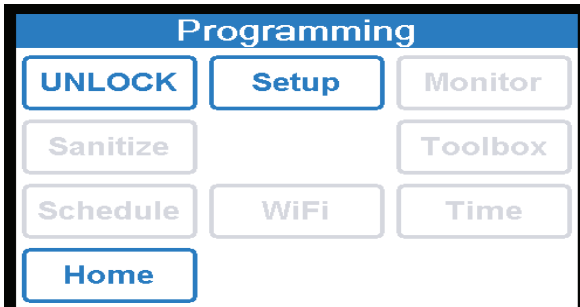 Programming
UNLOCK Setup Monitor
Sanitize Toolbox
Schedule WiFi Time
Home